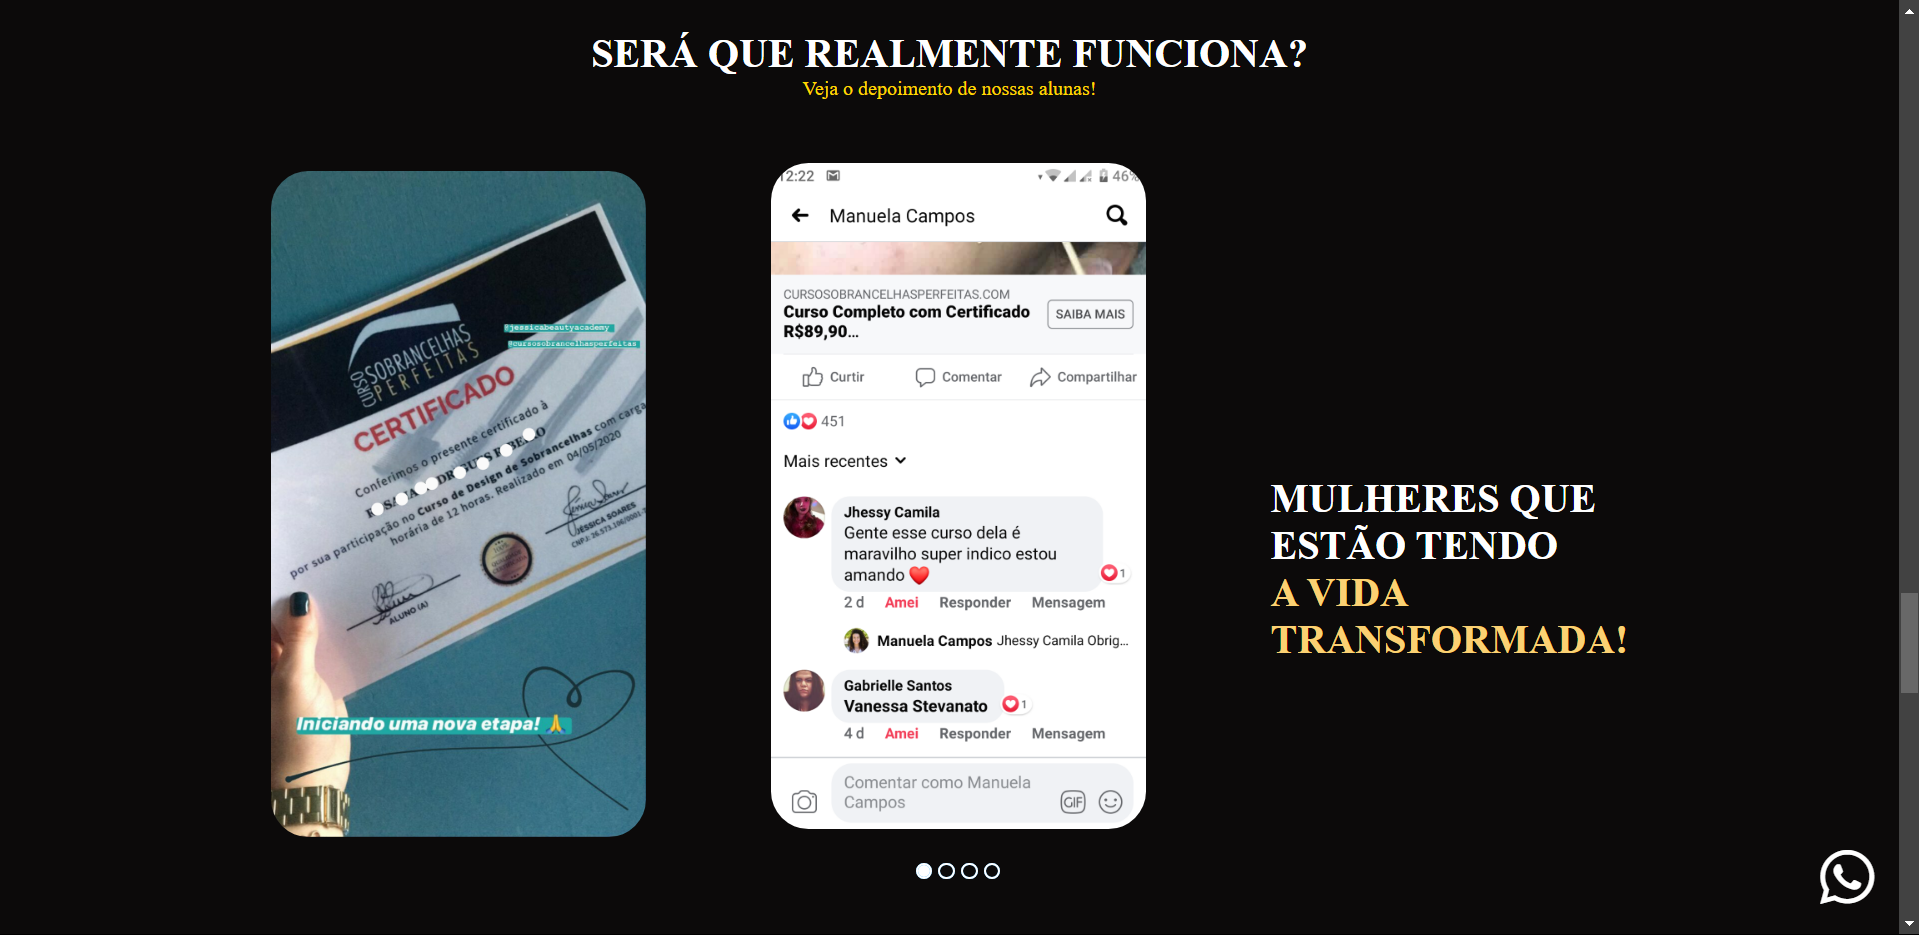 SERÁ QUE REALMENTE FUNCIONA?
Veja o depoimento de nossas alunas!
@jessicabeautyacademy
@cursosobrancelhasperfeitas
CURSO
SOBRANCELHAS
PERFEITAS
CERTIFICADO
Conferimos o presente certificado à
por sua participação no Curso de Design de Sobrancelhas com carga
horária de 12 horas. Realizado em 04/05/2020
JÉSSICA SOARES
ALUNO (A)
Iniciando uma nova etapa! 🙏
12:22
46%
Manuela Campos
CURSOSOBRANCELHASPERFEITAS.COM
Curso Completo com Certificado
R$89,90...
SAIBA MAIS
Curtir
Comentar
Compartilhar
451
Mais recentes
Jhessy Camila
Gente esse curso dela é
maravilho super indico estou
amando ❤️
1
2 d Amei Responder Mensagem
Manuela Campos Jhessy Camila Obrig...
Gabrielle Santos
Vanessa Stevanato
1
4 d Amei Responder Mensagem
Comentar como Manuela
Campos
GIF
MULHERES QUE
ESTÃO TENDO
A VIDA
TRANSFORMADA!